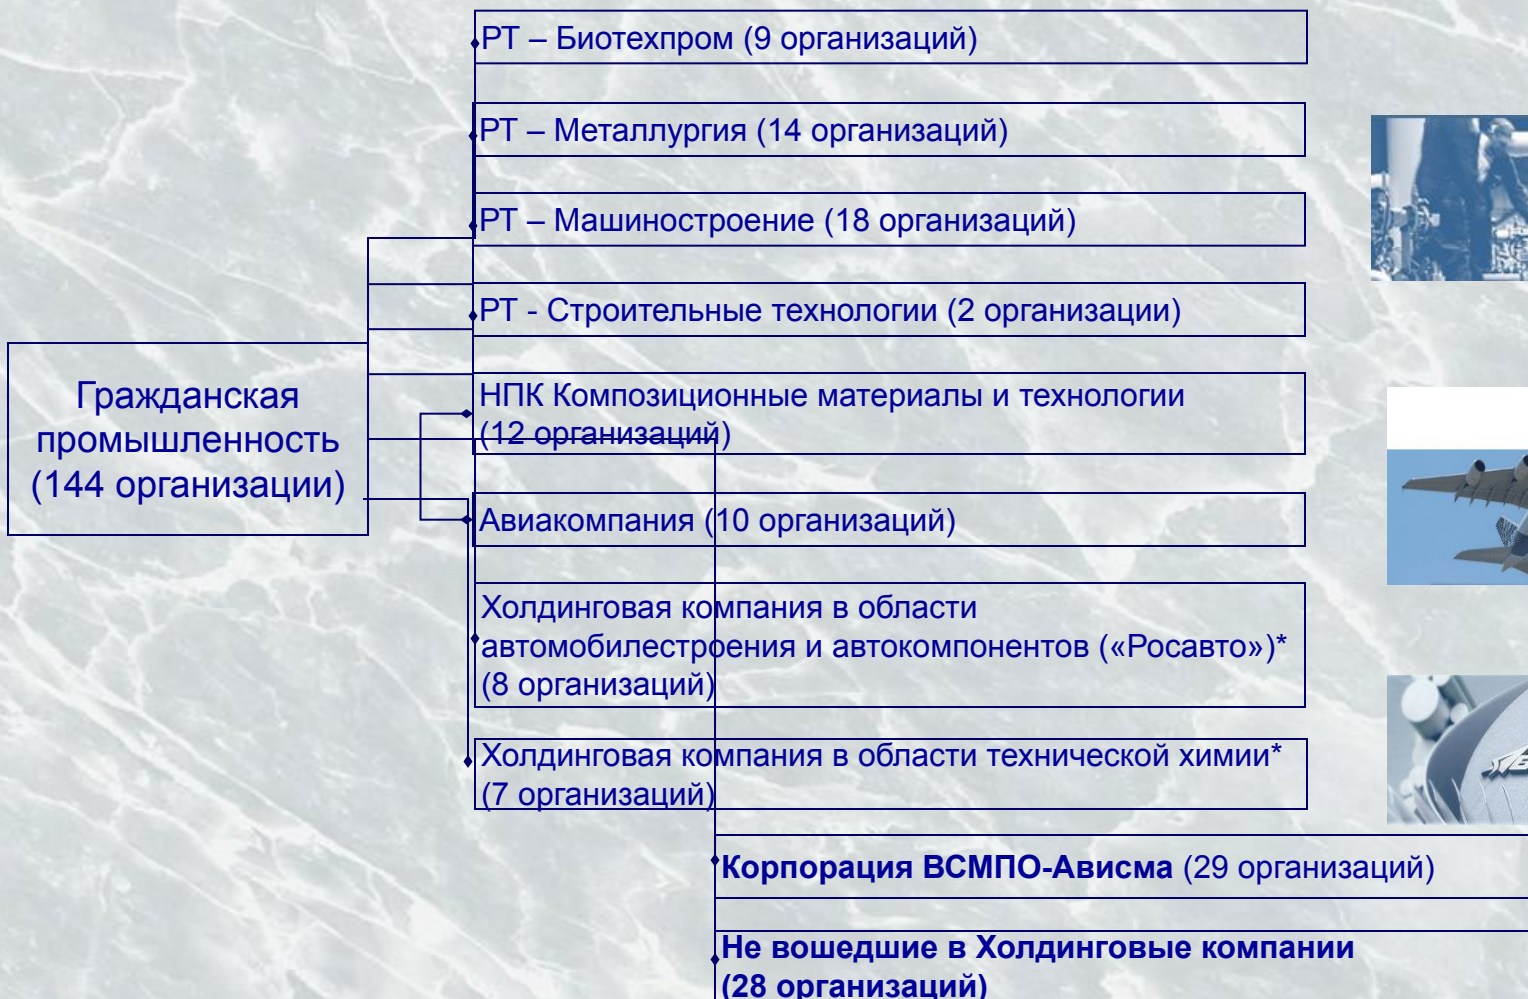 РТ – Биотехпром (9 организаций)
РТ – Металлургия (14 организаций)
РТ – Машиностроение (18 организаций)
РТ - Строительные технологии (2 организации)
Гражданская
промышленность
(144 организации)
НПК Композиционные материалы и технологии
(12 организаций)
Авиакомпания (10 организаций)
Холдинговая компания в области
автомобилестроения и автокомпонентов («Росавто»)*
(8 организаций)
Холдинговая компания в области технической химии*
(7 организаций)
Корпорация ВСМПО-Ависма (29 организаций)
Не вошедшие в Холдинговые компании
(28 организаций)